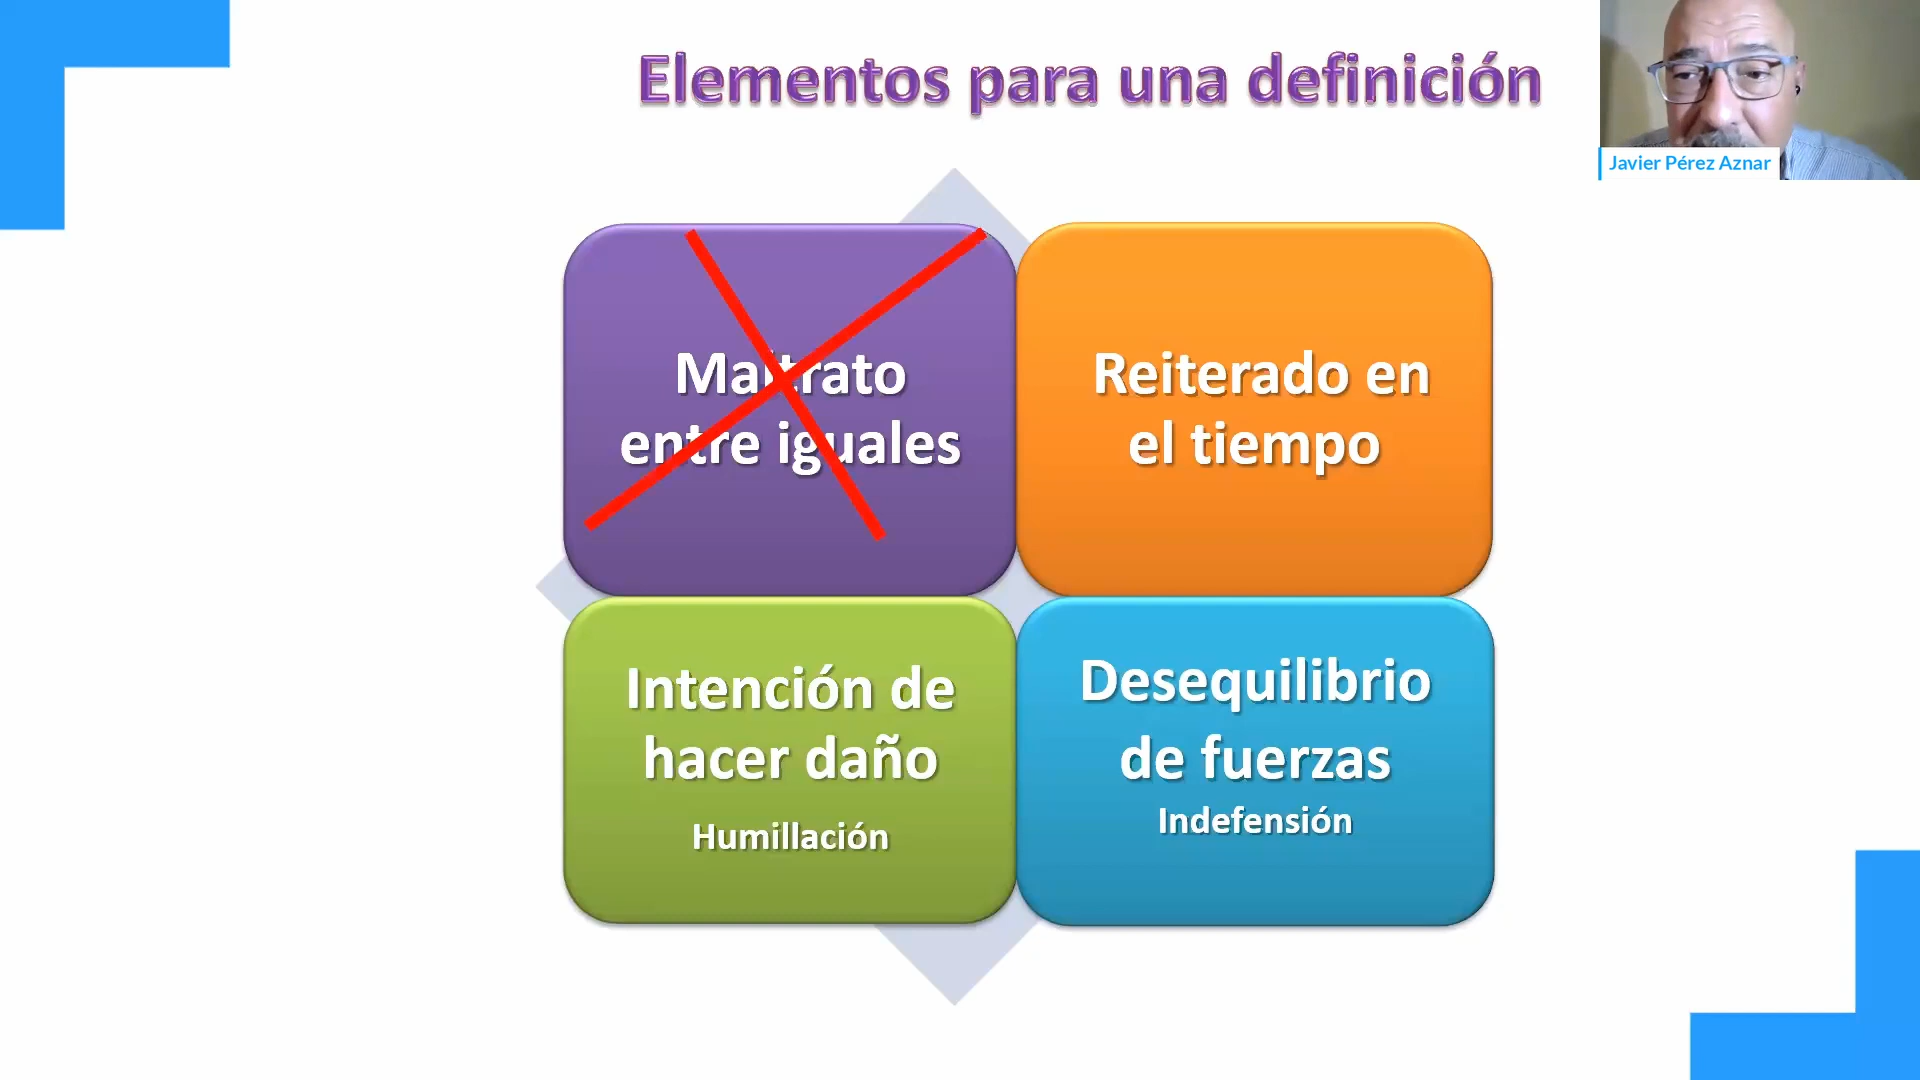 Elementos para una definición
Javier Pérez Aznar
Maltrato
entre iguales
Reiterado en
el tiempo
Intención de
hacer daño
Humillación
Desequilibrio
de fuerzas
Indefensión